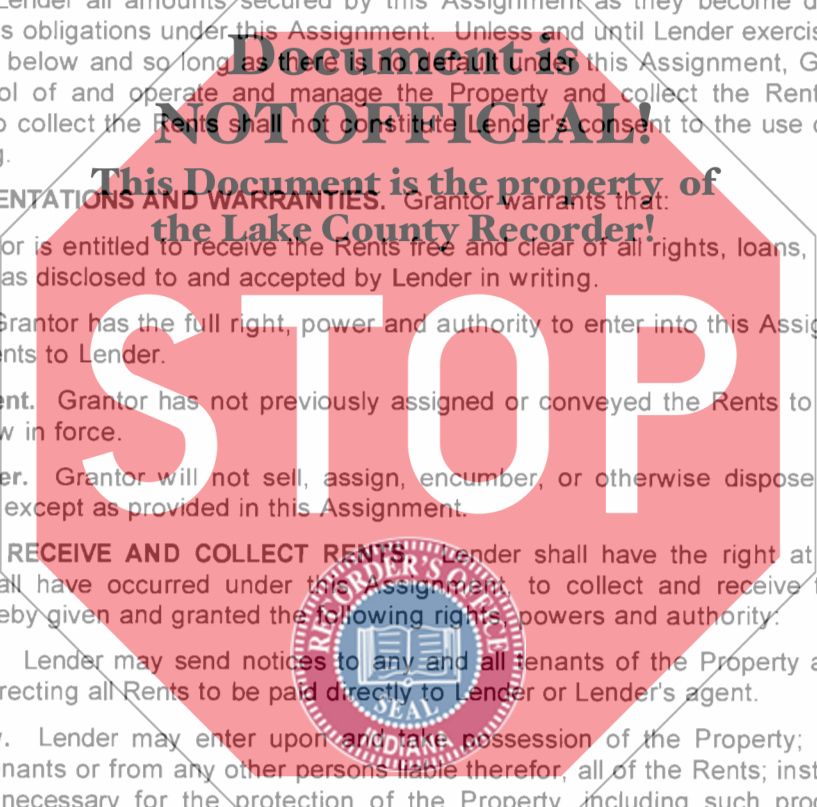 Lender all amounts secured by this Assignment as they become
s obligations under this Assignment. Unless and until Lender
below and so long as there is no default under this Assignment,
ol of and operate and manage the Property and collect the
collect the Rents shall not constitute Lender's consent to the use
g.
ENTATIONS AND WARRANTIES. Grantor warrants that:
or is entitled to receive the Rents free and clear of all rights, loans,
as disclosed to and accepted by Lender in writing.
Grantor has the full right, power and authority to enter into this
ents to Lender.
ent. Grantor has not previously assigned or conveyed the Rents to
w in force.
er. Grantor will not sell, assign, encumber, or otherwise dispose
except as provided in this Assignment.
RECEIVE AND COLLECT RENTS. Lender shall have the right at
all have occurred under this Assignment, to collect and receive
eby given and granted the following rights, powers and authority:
Lender may send notices to any and all tenants of the Property
recting all Rents to be paid directly to Lender or Lender's agent.
y. Lender may enter upon and take possession of the Property;
nants or from any other persons liable therefor, all of the Rents;
necessary for the protection of the Property, including such
Document is
NOT OFFICIAL!
This Document is the property of
the Lake County Recorder!
STOP
RECORDER'S OFFICE
SEAL
INDIANA